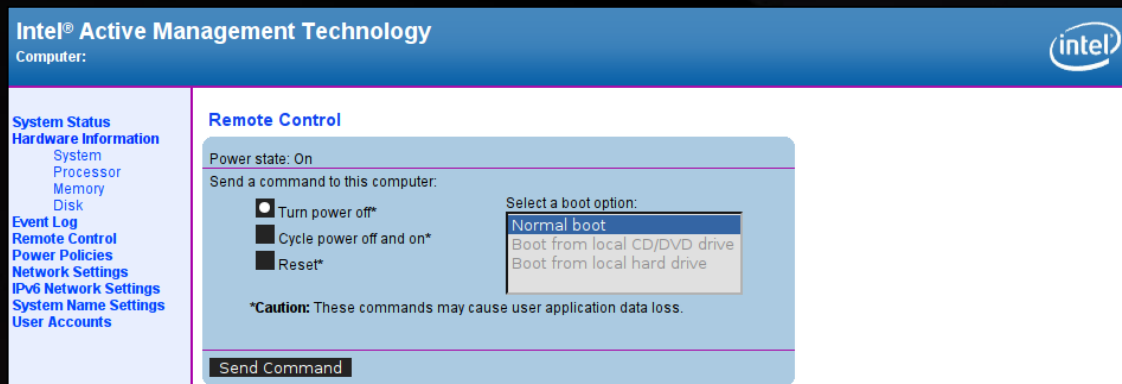 Intel® Active Management Technology
Computer:
intel
System Status
Hardware Information
System
Processor
Memory
Disk
Event Log
Remote Control
Power Policies
Network Settings
IPv6 Network Settings
System Name Settings
User Accounts
Remote Control
Power state: On
Send a command to this computer:
Turn power off*
Cycle power off and on*
Reset*
Select a boot option:
Normal boot
Boot from local CD/DVD drive
Boot from local hard drive
*Caution: These commands may cause user application data loss.
Send Command